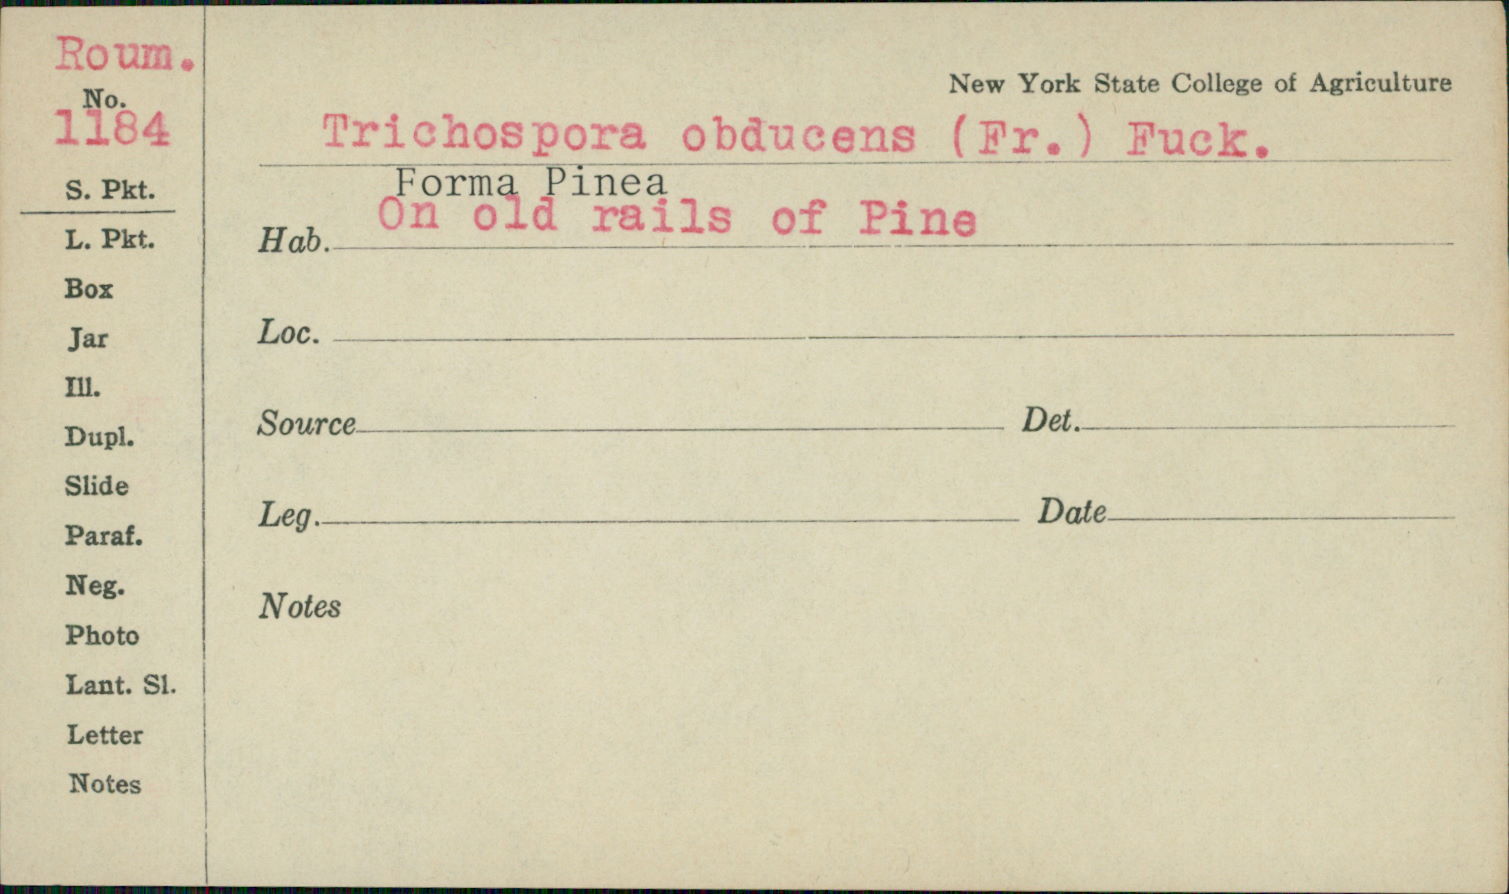 Roum.
No.
1184
S. Pkt.
L. Pkt.
Box
Jar
Ill.
Dupl.
Slide
Paraf.
Neg.
Photo
Lant. Sl.
Letter
Notes
New York State College of Agriculture
Trichospora obducens (Fr.) Fuck.
Forma Pinea
Hab. On old rails of Pine
Loc.
Source Det.
Leg. Date
Notes